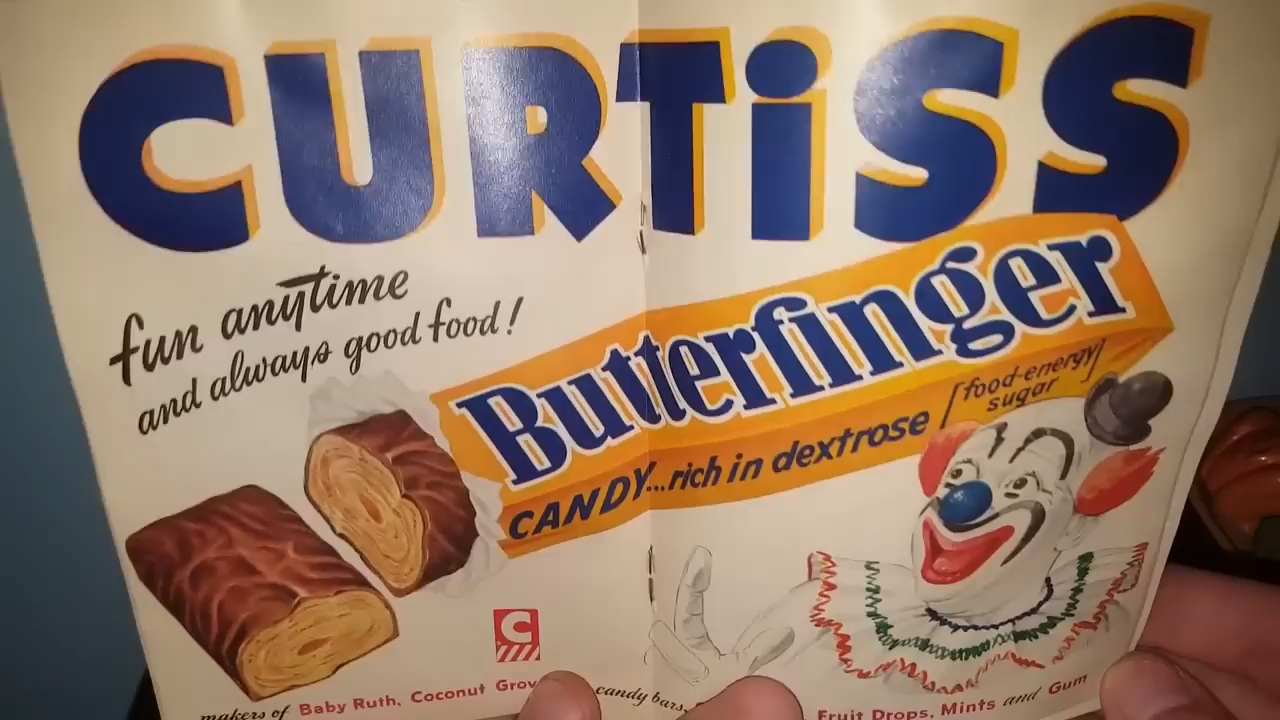 CURTiSS
fun anytime
and always good food!
Butterfinger
CANDY...rich in dextrose [food-energy sugar]
C
makers of Baby Ruth, Coconut candy bars, Fruit Drops, Mints and Gum